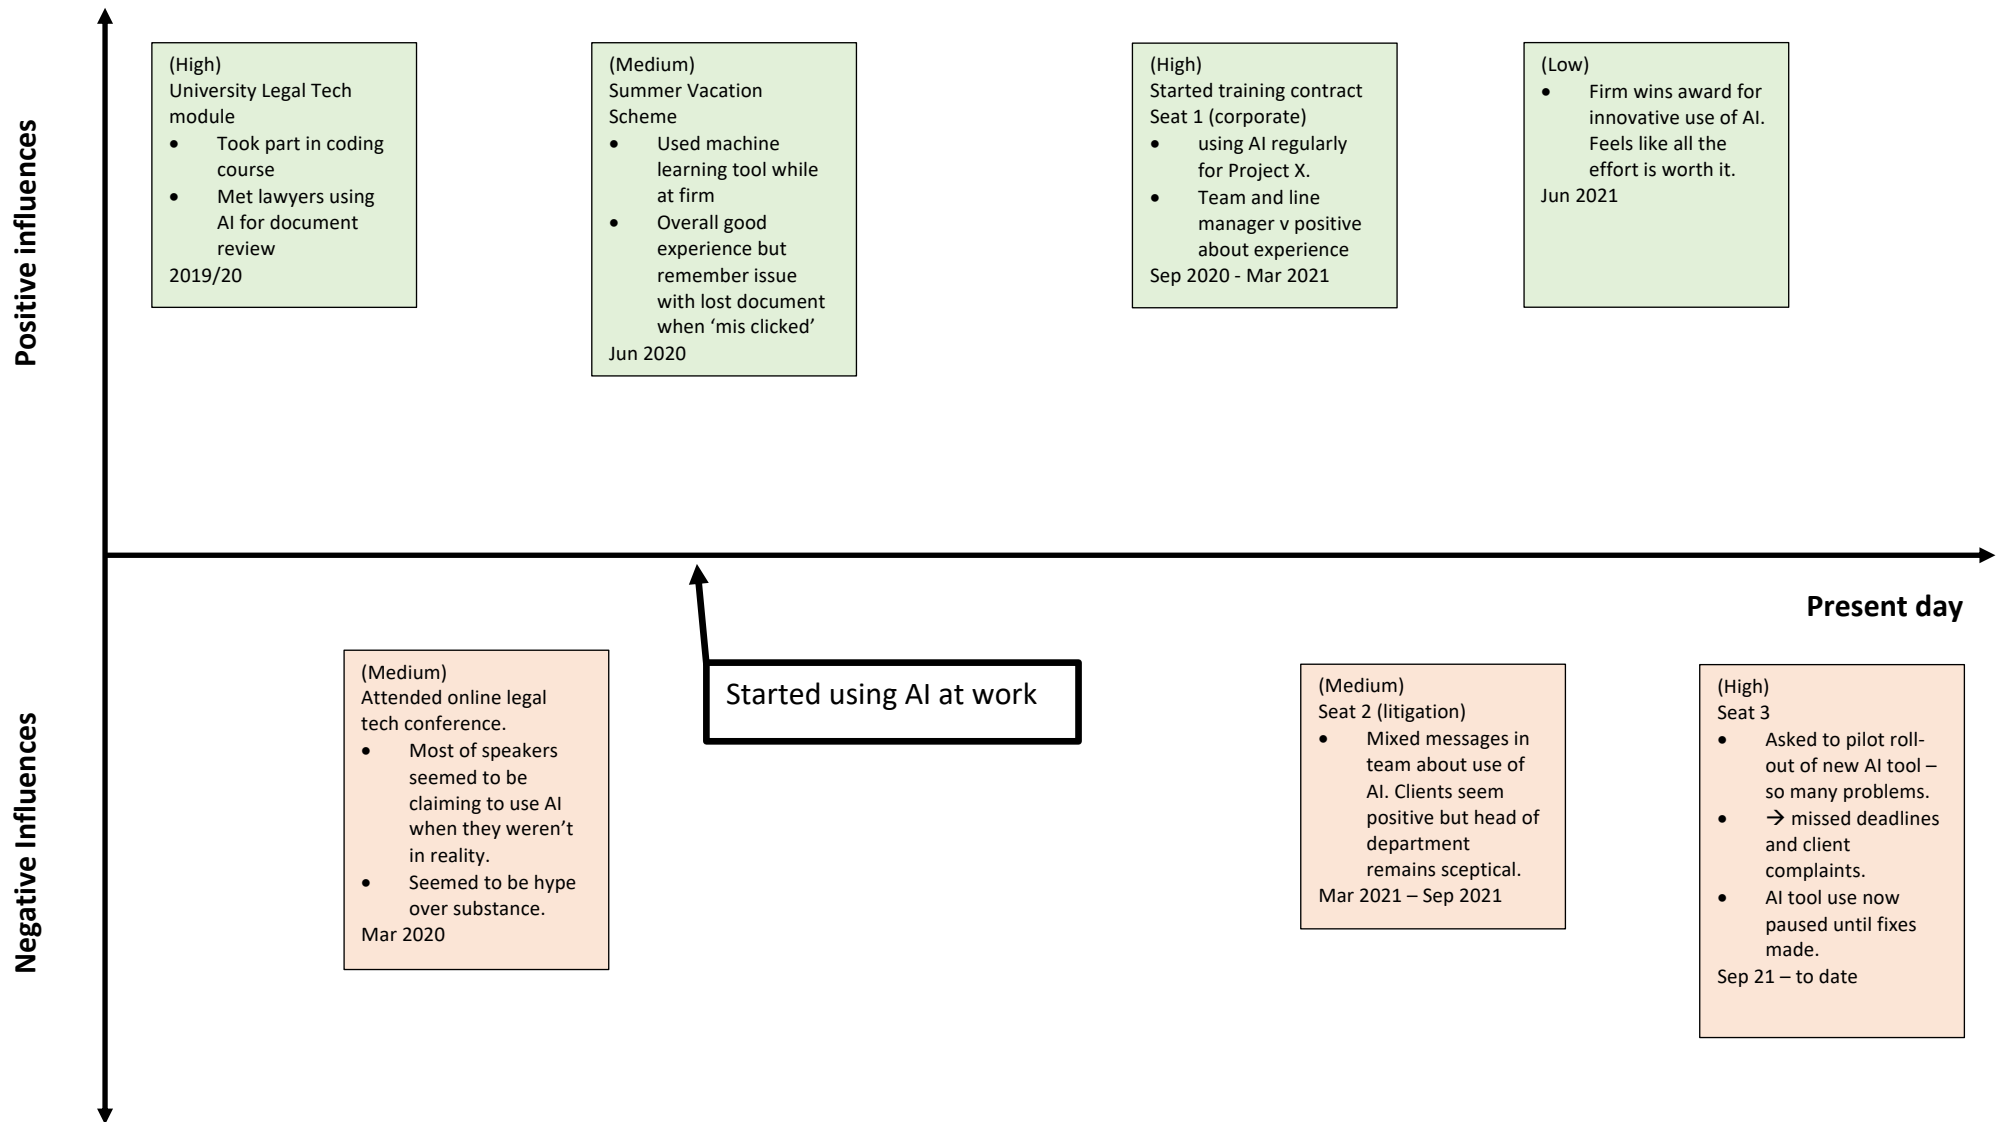 Positive influences
(High)
University Legal Tech
module
• Took part in coding
course
• Met lawyers using
AI for document
review
2019/20
(Medium)
Summer Vacation
Scheme
• Used machine
learning tool while
at firm
• Overall good
experience but
remember issue
with lost document
when ‘mis clicked’
Jun 2020
(High)
Started training contract
Seat 1 (corporate)
• using AI regularly
for Project X.
• Team and line
manager v positive
about experience
Sep 2020 - Mar 2021
(Low)
• Firm wins award for
innovative use of AI.
Feels like all the
effort is worth it.
Jun 2021
Present day
Negative Influences
(Medium)
Attended online legal
tech conference.
• Most of speakers
seemed to be
claiming to use AI
when they weren’t
in reality.
• Seemed to be hype
over substance.
Mar 2020
Started using AI at work
(Medium)
Seat 2 (litigation)
• Mixed messages in
team about use of
AI. Clients seem
positive but head of
department
remains sceptical.
Mar 2021 – Sep 2021
(High)
Seat 3
• Asked to pilot roll-
out of new AI tool –
so many problems.
• → missed deadlines
and client
complaints.
• AI tool use now
paused until fixes
made.
Sep 21 – to date